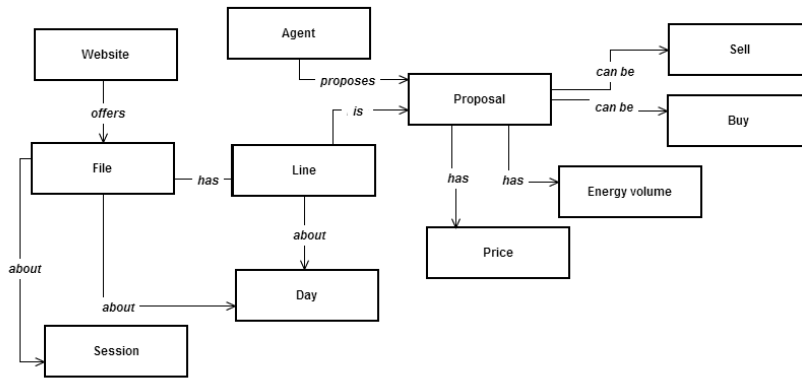 Agent
Website
Sell
proposes
can be
Proposal
offers
is
can be
Buy
File
has
Line
has
has
Energy volume
about
Price
about
about
Day
Session